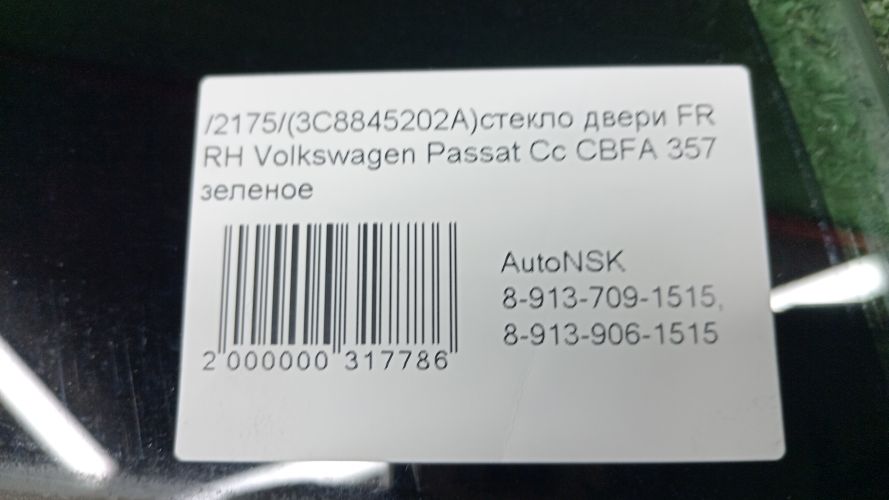 /2175/(3C8845202A)стекло двери FR
RH Volkswagen Passat Cc CBFA 357
зеленое
AutoNSK
8-913-709-1515,
8-913-906-1515
2 000000 317786